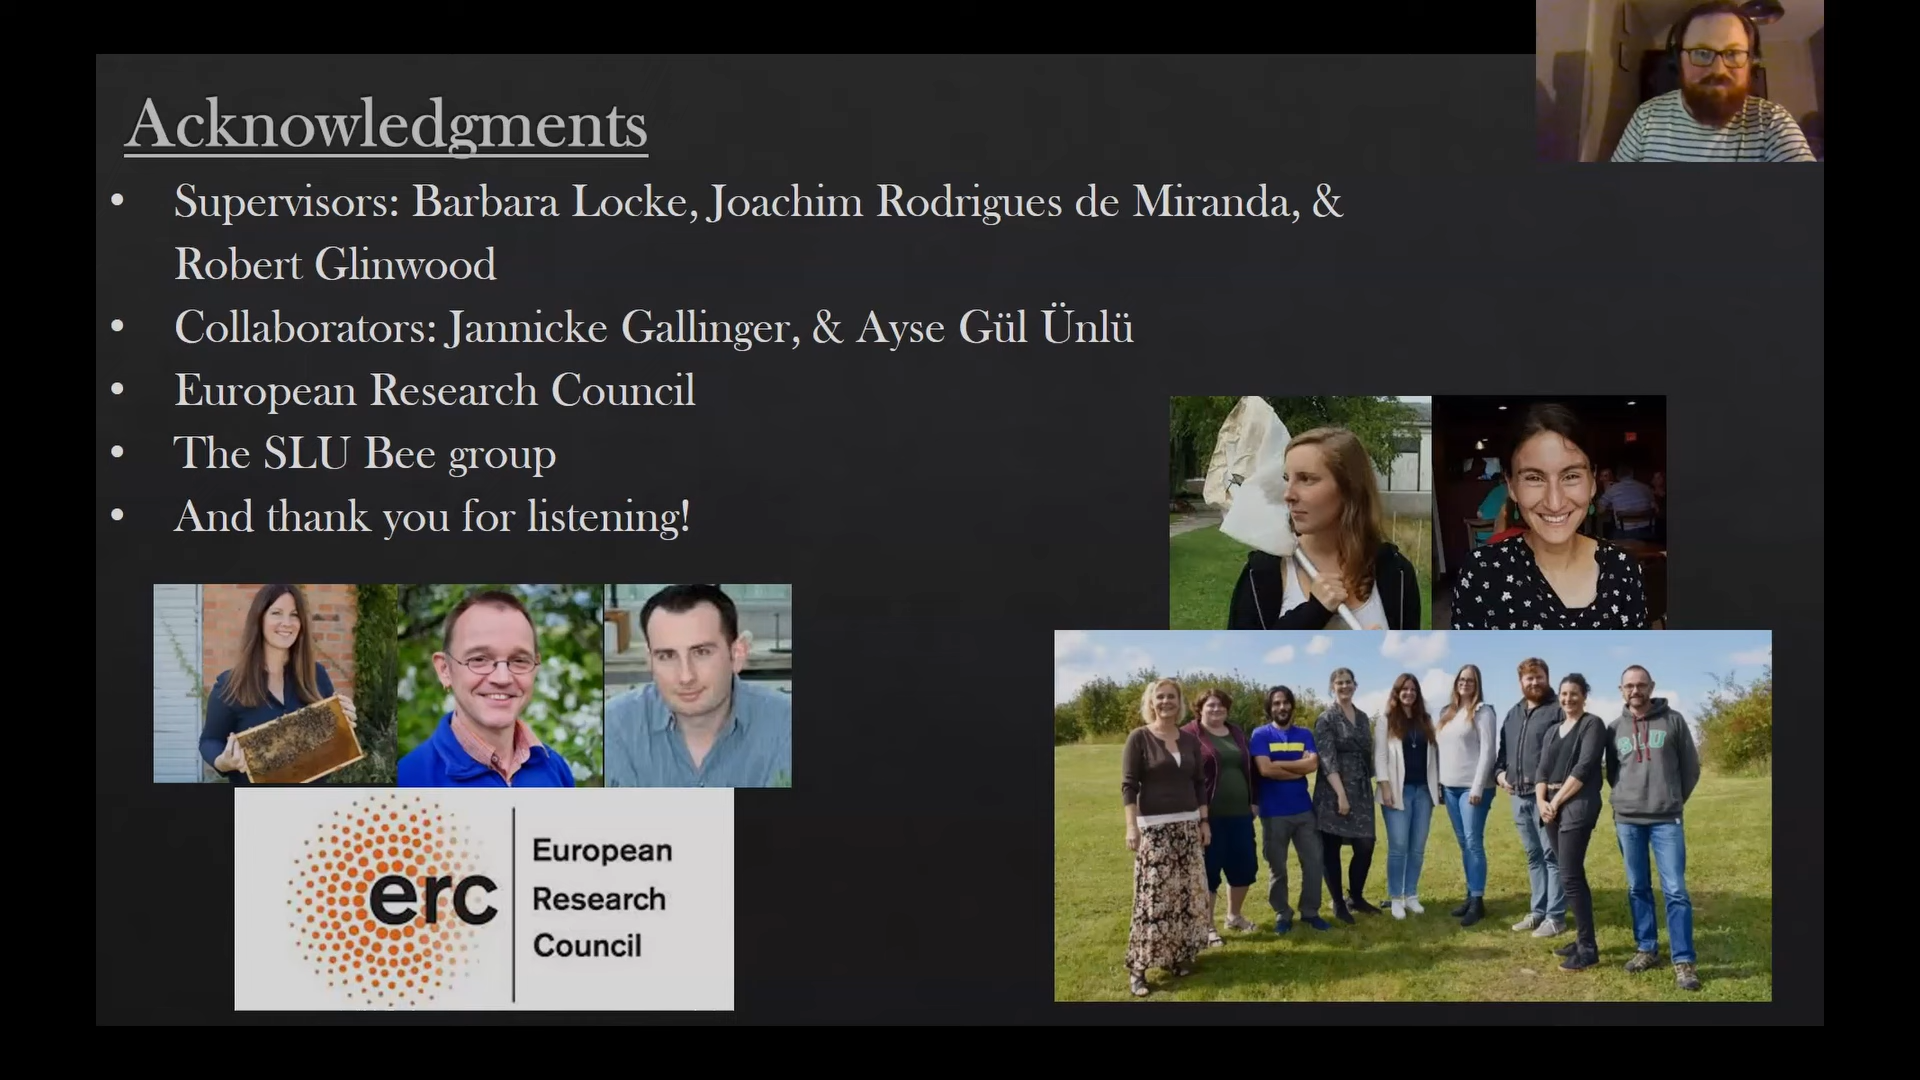 Acknowledgments
• Supervisors: Barbara Locke, Joachim Rodrigues de Miranda, &
Robert Glinwood
• Collaborators: Jannicke Gallinger, & Ayse Gül Ünlü
• European Research Council
• The SLU Bee group
• And thank you for listening!
erc
European
Research
Council
SLU